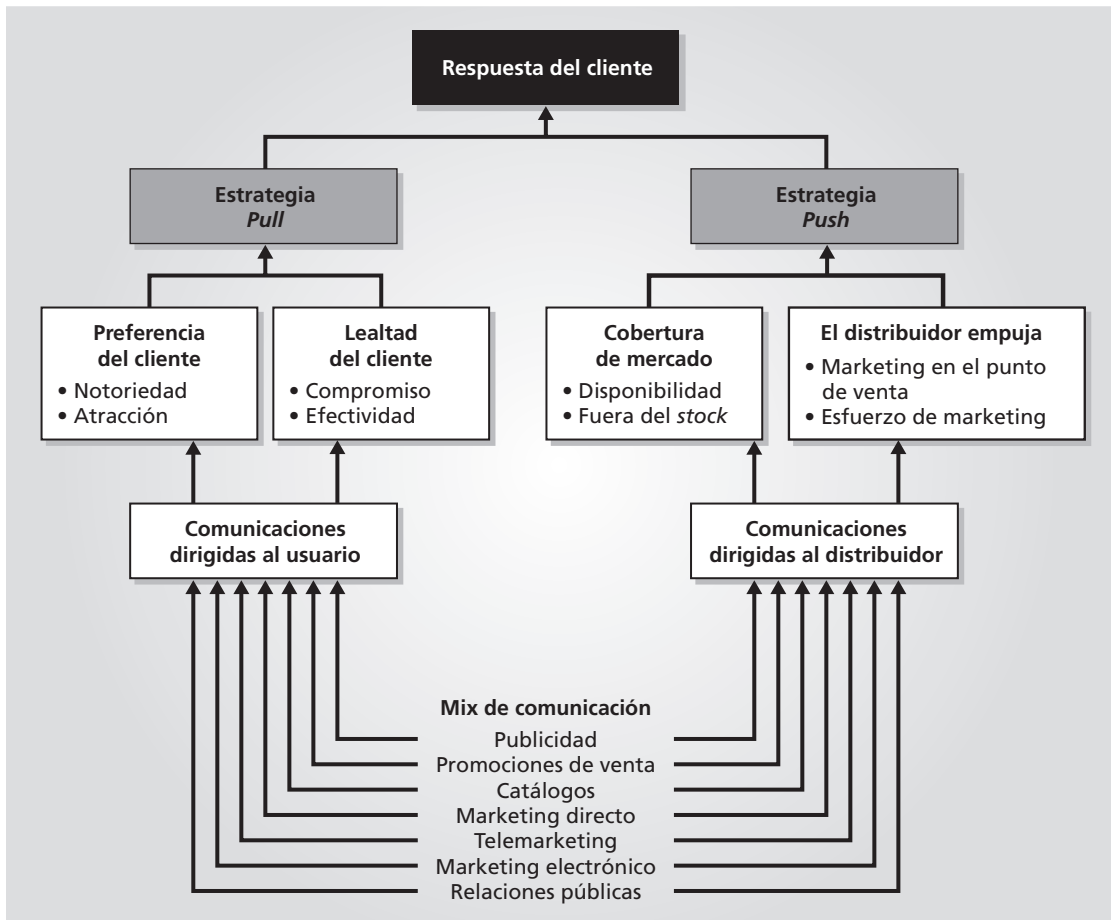 Respuesta del cliente
Estrategia
Pull
Estrategia
Push
Preferencia
del cliente
• Notoriedad
• Atracción
Lealtad
del cliente
• Compromiso
• Efectividad
Cobertura
de mercado
• Disponibilidad
• Fuera del stock
El distribuidor empuja
• Marketing en el punto
de venta
• Esfuerzo de marketing
Comunicaciones
dirigidas al usuario
Comunicaciones
dirigidas al distribuidor
Mix de comunicación
Publicidad
Promociones de venta
Catálogos
Marketing directo
Telemarketing
Marketing electrónico
Relaciones públicas